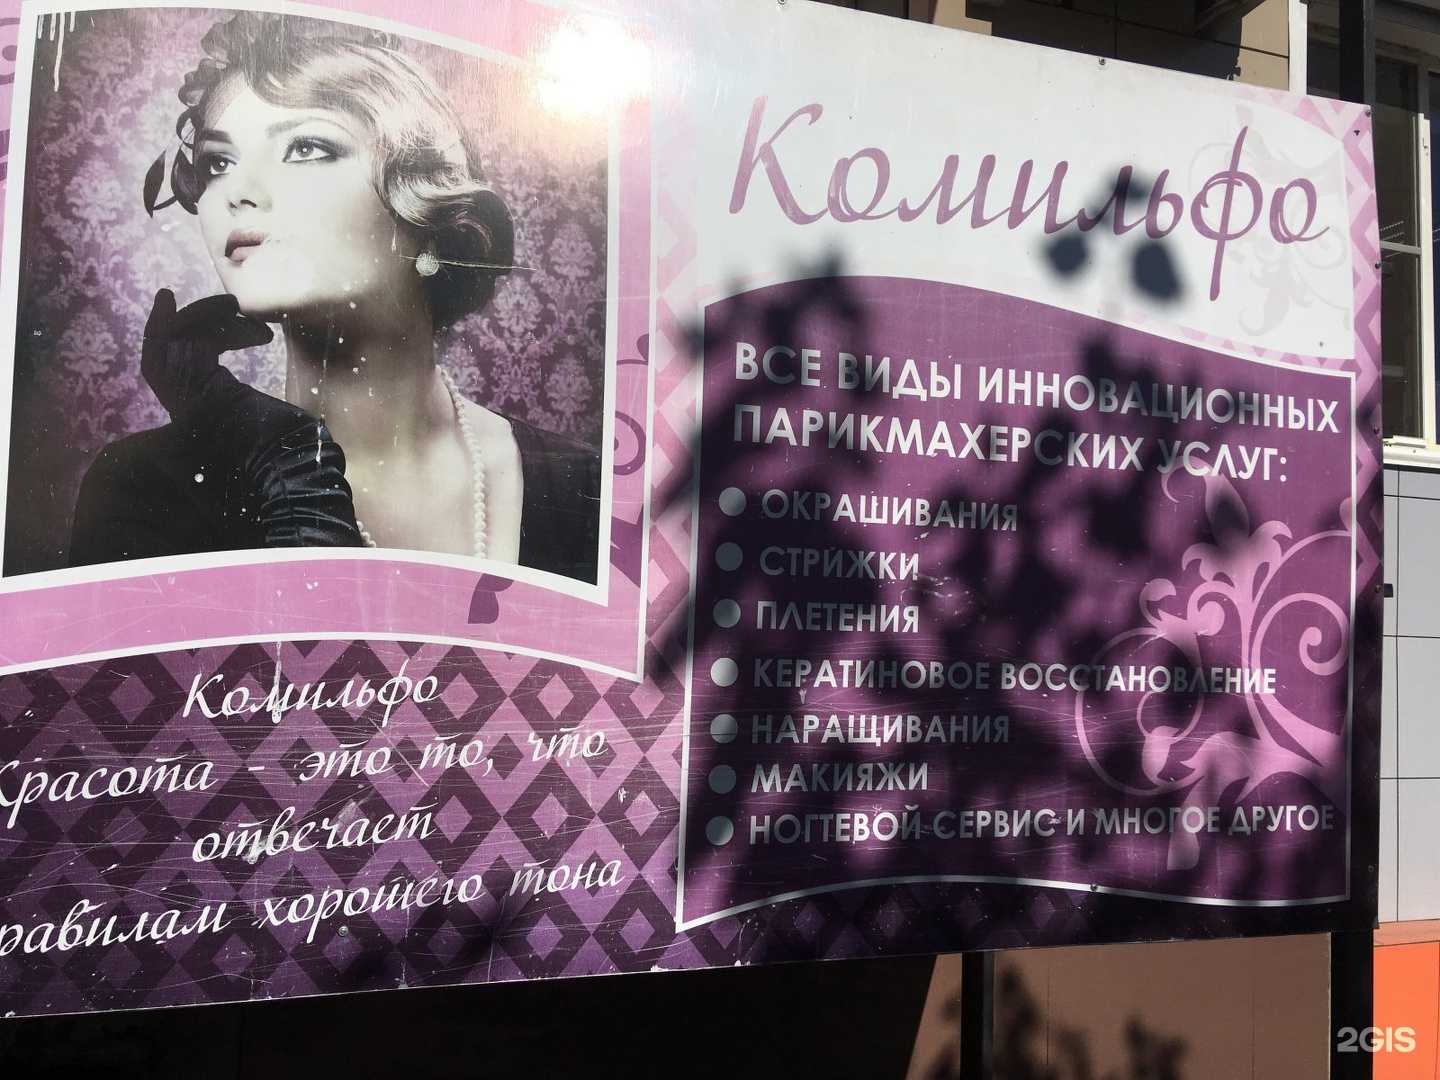 Комильфо
ВСЕ ВИДЫ ИННОВАЦИОННЫХ
ПАРИКМАХЕРСКИХ УСЛУГ:
ОКРАШИВАНИЯ
СТРИЖКИ
ПЛЕТЕНИЯ
КЕРАТИНОВОЕ ВОССТАНОВЛЕНИЕ
НАРАЩИВАНИЯ
МАКИЯЖИ
НОГТЕВОЙ СЕРВИС И МНОГОЕ ДРУГОЕ
Комильфо
Красота - это то, что
отвечает
равилам хорошего тона
2GIS